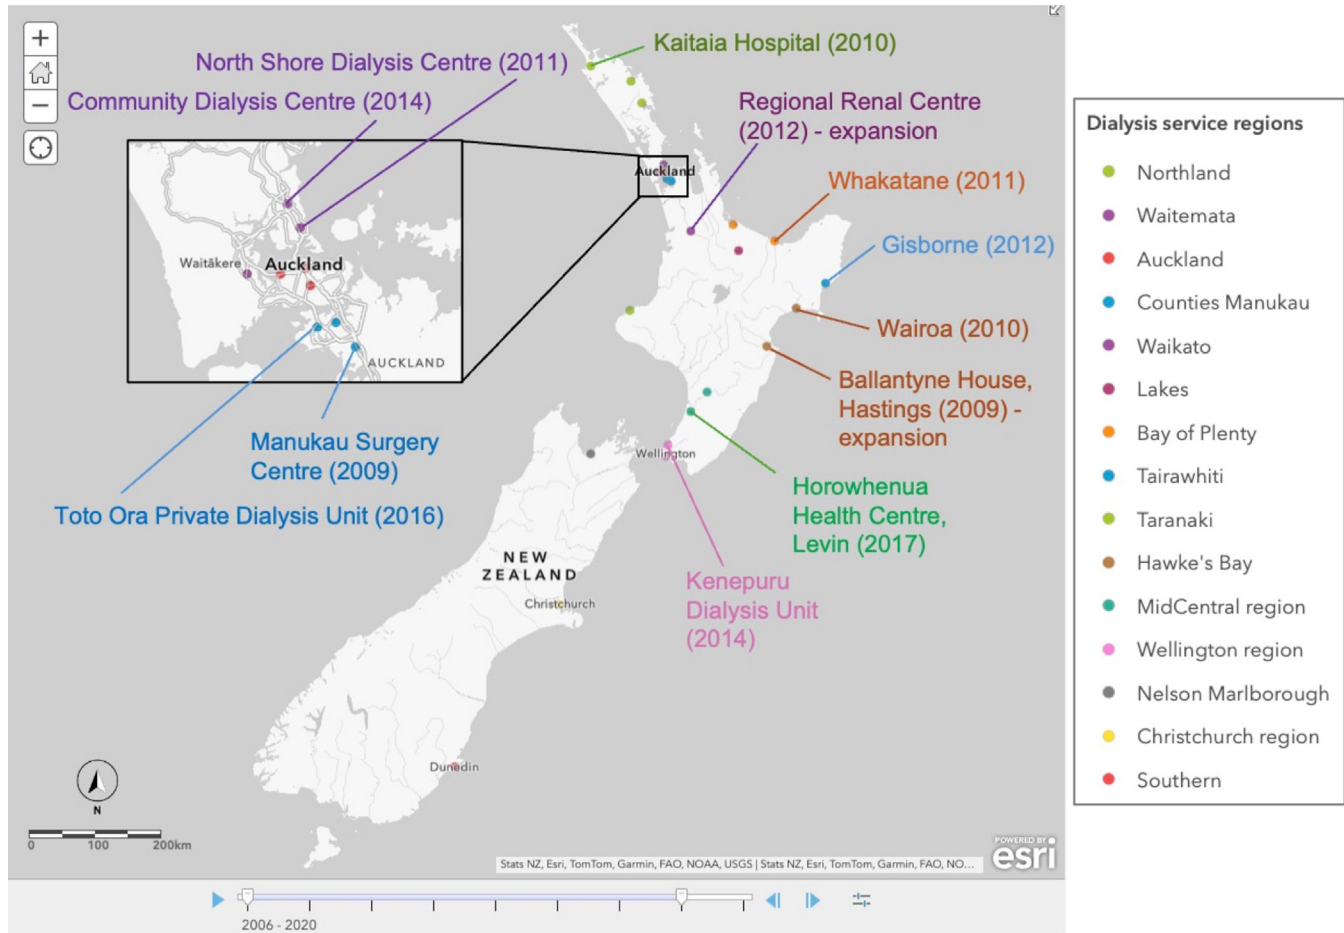 Kaitaia Hospital (2010)
North Shore Dialysis Centre (2011)
Community Dialysis Centre (2014)
Regional Renal Centre
(2012) - expansion
Auckland
Whakatane (2011)
Gisborne (2012)
Waitākere
Auckland
AUCKLAND
Wairoa (2010)
Ballantyne House,
Hastings (2009) -
expansion
Manukau Surgery
Centre (2009)
Toto Ora Private Dialysis Unit (2016)
Wellington
Horowhenua
Health Centre,
Levin (2017)
Kenepuru
Dialysis Unit
(2014)
NEW
ZEALAND
Christchurch
Dunedin
N
0 100 200km
Stats NZ, Esri, TomTom, Garmin, FAO, NOAA, USGS | Stats NZ, Esri, TomTom, Garmin, FAO, NO...
POWERED BY
esri
2006 - 2020
Dialysis service regions
Northland
Waitemata
Auckland
Counties Manukau
Waikato
Lakes
Bay of Plenty
Tairawhiti
Taranaki
Hawke's Bay
MidCentral region
Wellington region
Nelson Marlborough
Christchurch region
Southern